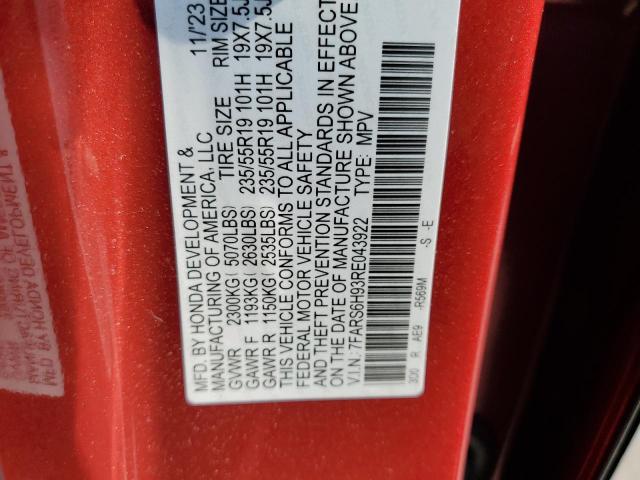 MFD. BY HONDA DEVELOPMENT & 11/'23
MANUFACTURING OF AMERICA, LLC
TIRE SIZE RIM SIZE
GVWR 2300KG( 5070LBS)
GAWR F 1193KG( 2630LBS) 235/55R19 101H 19X7.5J
GAWR R 1150KG( 2535LBS) 235/55R19 101H 19X7.5J
THIS VEHICLE CONFORMS TO ALL APPLICABLE
FEDERAL MOTOR VEHICLE SAFETY
AND THEFT PREVENTION STANDARDS IN EFFECT
ON THE DATE OF MANUFACTURE SHOWN ABOVE
V.I.N.: 7FARS6H93RE043922 TYPE: MPV
3D0 R AE9 -R569M -S -E